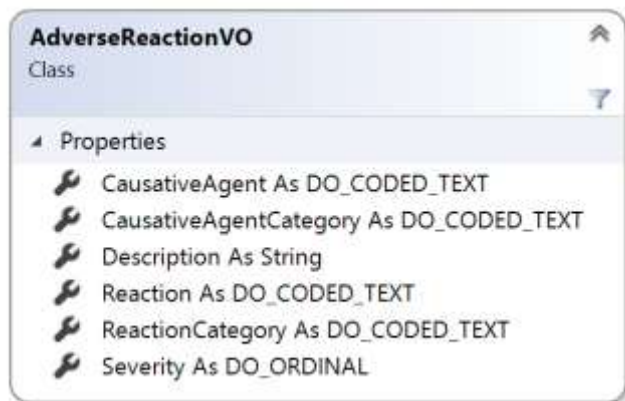 AdverseReactionVO
Class
Properties
CausativeAgent As DO_CODED_TEXT
CausativeAgentCategory As DO_CODED_TEXT
Description As String
Reaction As DO_CODED_TEXT
ReactionCategory As DO_CODED_TEXT
Severity As DO_ORDINAL